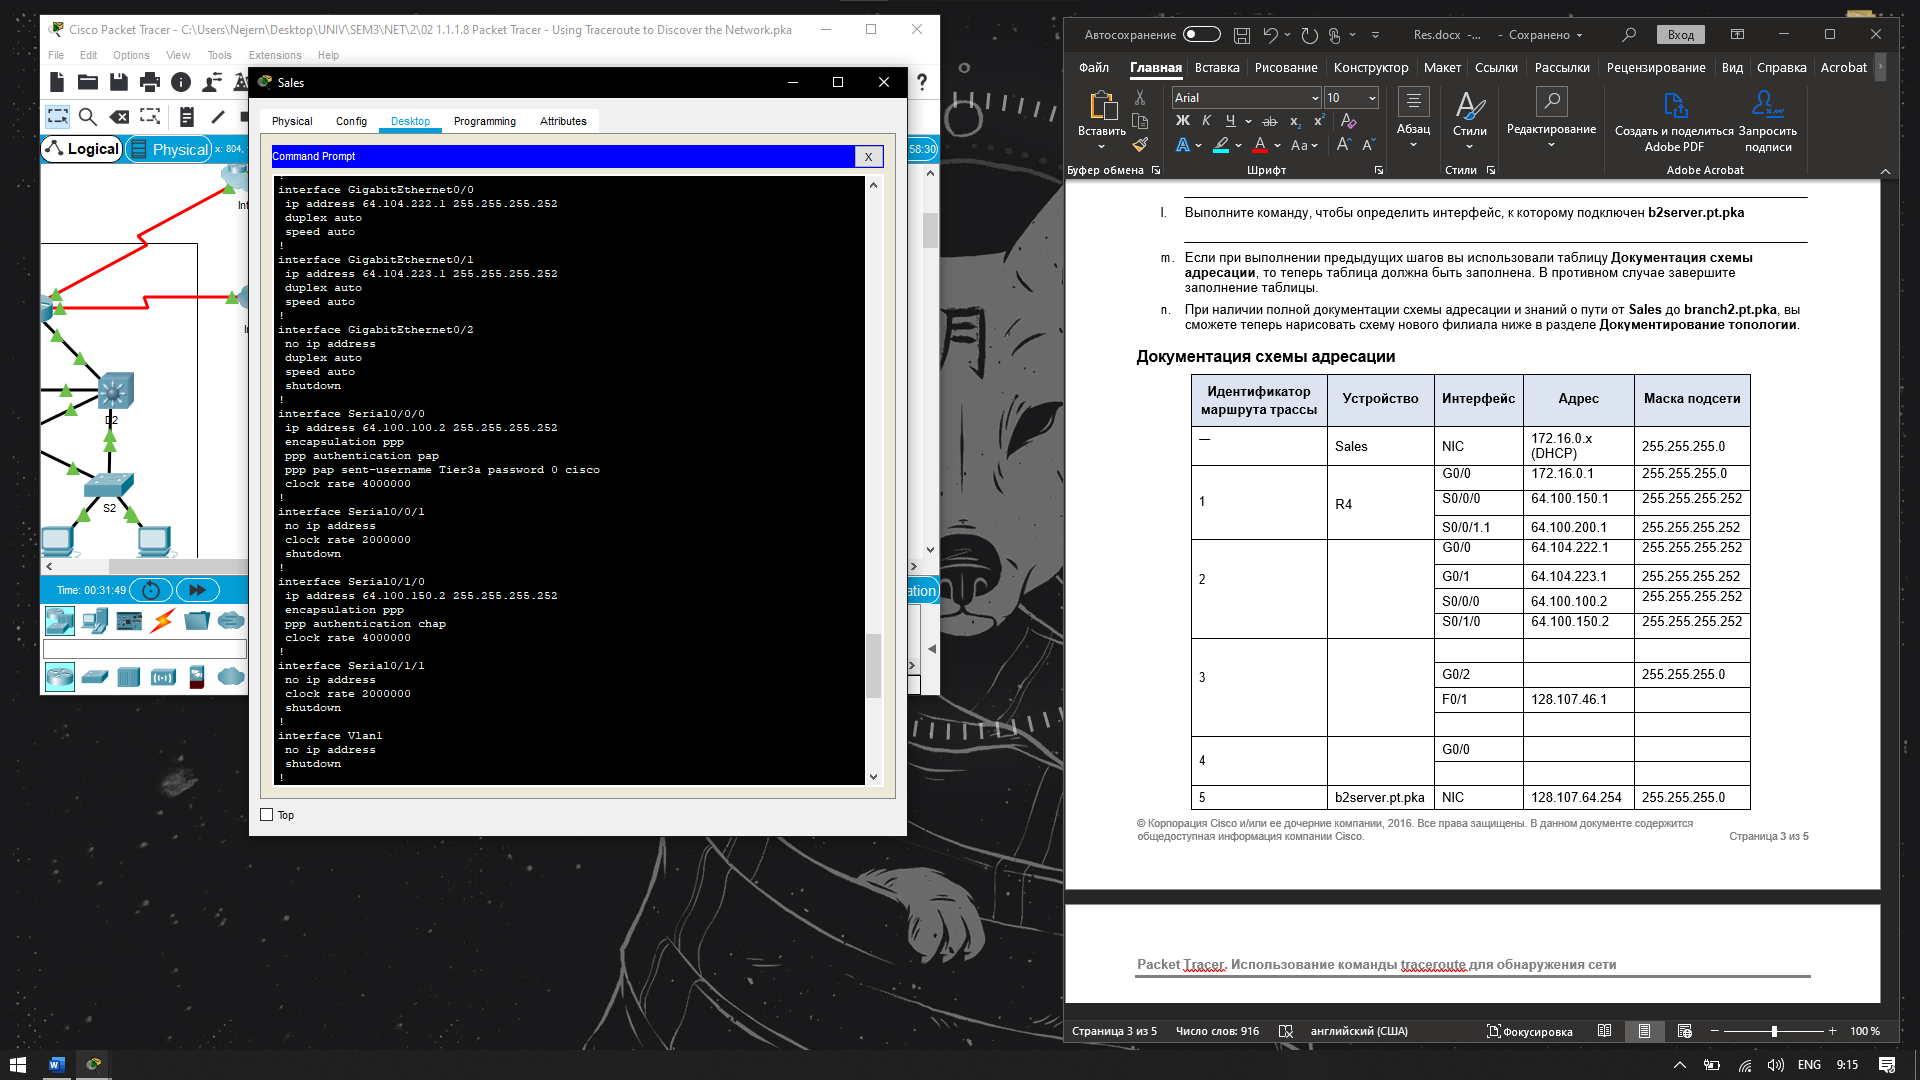 Cisco Packet Tracer - C:\Users\Nejern\Desktop\UNIV\SEM3\NET\2\02 1.1.1.8 Packet Tracer - Using Traceroute to Discover the Network.pka
File Edit Options View Tools Extensions Help
Logical Physical x: 804, 58:30
D2
S2
Time: 00:31:49
Sales
Physical Config Desktop Programming Attributes
Command Prompt X
!
interface GigabitEthernet0/0
ip address 64.104.222.1 255.255.255.252
duplex auto
speed auto
!
interface GigabitEthernet0/1
ip address 64.104.223.1 255.255.255.252
duplex auto
speed auto
!
interface GigabitEthernet0/2
no ip address
duplex auto
speed auto
shutdown
!
interface Serial0/0/0
ip address 64.100.100.2 255.255.255.252
encapsulation ppp
ppp authentication pap
ppp pap sent-username Tier3a password 0 cisco
clock rate 4000000
!
interface Serial0/0/1
no ip address
clock rate 2000000
shutdown
!
interface Serial0/1/0
ip address 64.100.150.2 255.255.255.252
encapsulation ppp
ppp authentication chap
clock rate 4000000
!
interface Serial0/1/1
no ip address
clock rate 2000000
shutdown
!
interface Vlan1
no ip address
shutdown
!
Top
Автосохранение Res.docx -... - Сохранено Вход
Файл Главная Вставка Рисование Конструктор Макет Ссылки Рассылки Рецензирование Вид Справка Acrobat
Вставить
Arial 10
Ж К Ч ab x₂ x²
Aa
Абзац Стили Редактирование
Создать и поделиться Adobe PDF
Запросить подписи
Буфер обмена Шрифт Стили Adobe Acrobat
l. Выполните команду, чтобы определить интерфейс, к которому подключен b2server.pt.pka
m. Если при выполнении предыдущих шагов вы использовали таблицу Документация схемы
адресации, то теперь таблица должна быть заполнена. В противном случае завершите
заполнение таблицы.
n. При наличии полной документации схемы адресации и знаний о пути от Sales до branch2.pt.pka, вы
сможете теперь нарисовать схему нового филиала ниже в разделе Документирование топологии.
Документация схемы адресации
Идентификатор маршрута трассы Устройство Интерфейс Адрес Маска подсети
— Sales NIC 172.16.0.x (DHCP) 255.255.255.0
1 R4 G0/0 172.16.0.1 255.255.255.0
S0/0/0 64.100.150.1 255.255.255.252
S0/0/1.1 64.100.200.1 255.255.255.252
2 G0/0 64.104.222.1 255.255.255.252
G0/1 64.104.223.1 255.255.255.252
S0/0/0 64.100.100.2 255.255.255.252
S0/1/0 64.100.150.2 255.255.255.252
3 G0/2 255.255.255.0
F0/1 128.107.46.1
4 G0/0
5 b2server.pt.pka NIC 128.107.64.254 255.255.255.0
© Корпорация Cisco и/или ее дочерние компании, 2016. Все права защищены. В данном документе содержится
общедоступная информация компании Cisco. Страница 3 из 5
Packet Tracer. Использование команды traceroute для обнаружения сети
Страница 3 из 5 Число слов: 916 английский (США) Фокусировка 100 %
ENG 9:15